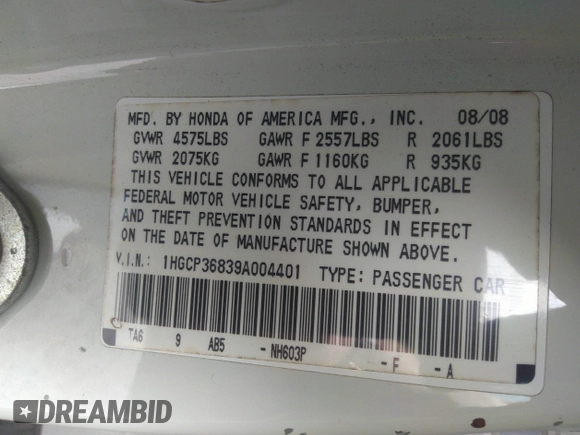 MFD. BY HONDA OF AMERICA MFG., INC. 08/08
GVWR 4575LBS GAWR F 2557LBS R 2061LBS
GVWR 2075KG GAWR F 1160KG R 935KG
THIS VEHICLE CONFORMS TO ALL APPLICABLE
FEDERAL MOTOR VEHICLE SAFETY, BUMPER,
AND THEFT PREVENTION STANDARDS IN EFFECT
ON THE DATE OF MANUFACTURE SHOWN ABOVE.
V.I.N.: 1HGCP36839A004401 TYPE: PASSENGER CAR
TA6 9 AB5 - NH603P - F - A
DREAMBID